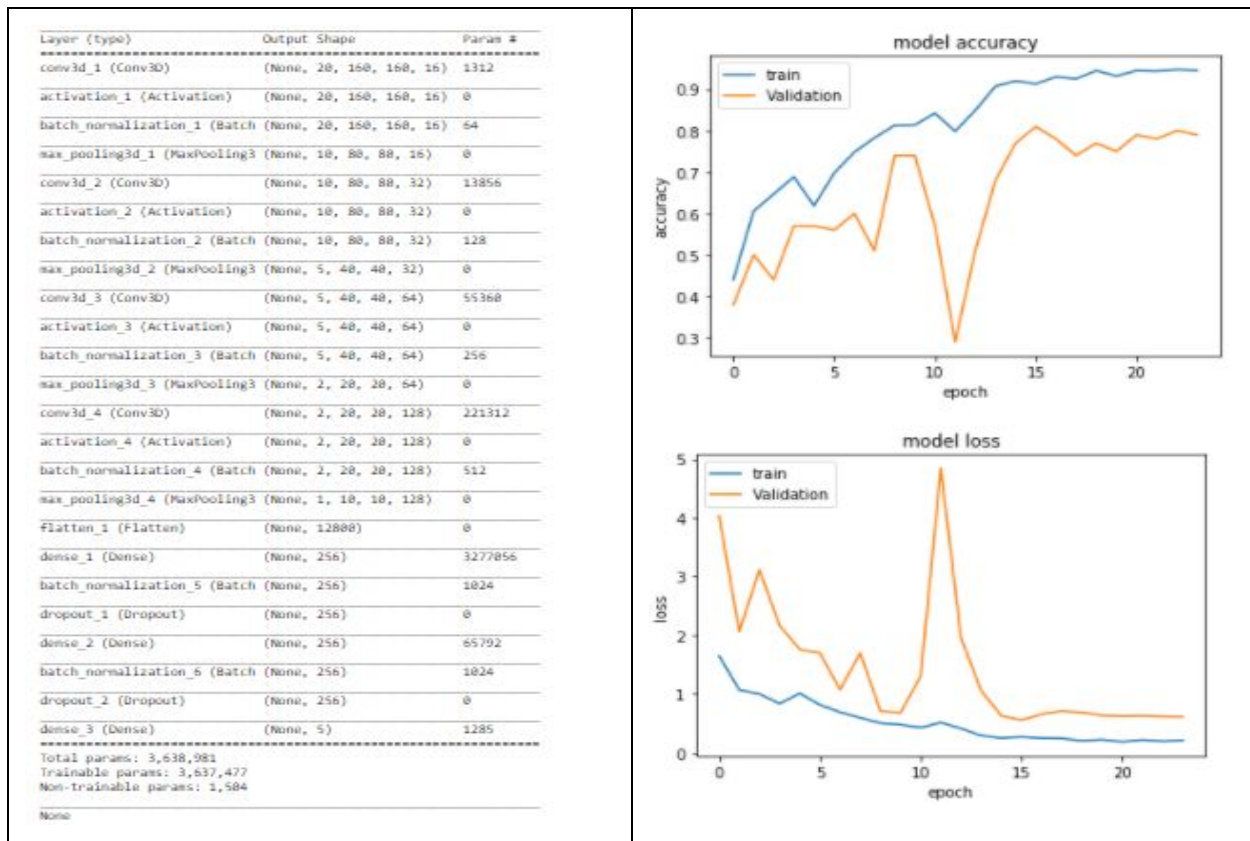 Layer (type) Output Shape Param #
conv3d_1 (Conv3D) (None, 20, 160, 160, 16) 1312
activation_1 (Activation) (None, 20, 160, 160, 16) 0
batch_normalization_1 (Batch (None, 20, 160, 160, 16) 64
max_pooling3d_1 (MaxPooling3 (None, 10, 80, 80, 16) 0
conv3d_2 (Conv3D) (None, 10, 80, 80, 32) 13856
activation_2 (Activation) (None, 10, 80, 80, 32) 0
batch_normalization_2 (Batch (None, 10, 80, 80, 32) 128
max_pooling3d_2 (MaxPooling3 (None, 5, 40, 40, 32) 0
conv3d_3 (Conv3D) (None, 5, 40, 40, 64) 55360
activation_3 (Activation) (None, 5, 40, 40, 64) 0
batch_normalization_3 (Batch (None, 5, 40, 40, 64) 256
max_pooling3d_3 (MaxPooling3 (None, 2, 20, 20, 64) 0
conv3d_4 (Conv3D) (None, 2, 20, 20, 128) 221312
activation_4 (Activation) (None, 2, 20, 20, 128) 0
batch_normalization_4 (Batch (None, 2, 20, 20, 128) 512
max_pooling3d_4 (MaxPooling3 (None, 1, 10, 10, 128) 0
flatten_1 (Flatten) (None, 12800) 0
dense_1 (Dense) (None, 256) 3277056
batch_normalization_5 (Batch (None, 256) 1024
dropout_1 (Dropout) (None, 256) 0
dense_2 (Dense) (None, 256) 65792
batch_normalization_6 (Batch (None, 256) 1024
dropout_2 (Dropout) (None, 256) 0
dense_3 (Dense) (None, 5) 1285
Total params: 3,638,981
Trainable params: 3,637,477
Non-trainable params: 1,504
None
model accuracy
train
Validation
accuracy
0.9
0.8
0.7
0.6
0.5
0.4
0.3
0 5 10 15 20
epoch
model loss
train
Validation
loss
5
4
3
2
1
0
0 5 10 15 20
epoch